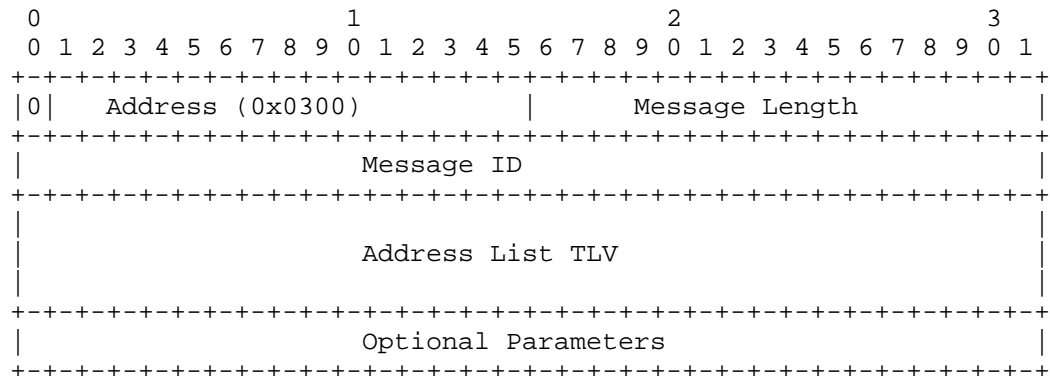 0                   1                   2                   3
 0 1 2 3 4 5 6 7 8 9 0 1 2 3 4 5 6 7 8 9 0 1 2 3 4 5 6 7 8 9 0 1
+-+-+-+-+-+-+-+-+-+-+-+-+-+-+-+-+-+-+-+-+-+-+-+-+-+-+-+-+-+-+-+-+
|0|   Address (0x0300)          |      Message Length           |
+-+-+-+-+-+-+-+-+-+-+-+-+-+-+-+-+-+-+-+-+-+-+-+-+-+-+-+-+-+-+-+-+
|                     Message ID                                |
+-+-+-+-+-+-+-+-+-+-+-+-+-+-+-+-+-+-+-+-+-+-+-+-+-+-+-+-+-+-+-+-+
|                                                               |
|                     Address List TLV                          |
|                                                               |
+-+-+-+-+-+-+-+-+-+-+-+-+-+-+-+-+-+-+-+-+-+-+-+-+-+-+-+-+-+-+-+-+
|                     Optional Parameters                       |
+-+-+-+-+-+-+-+-+-+-+-+-+-+-+-+-+-+-+-+-+-+-+-+-+-+-+-+-+-+-+-+-+